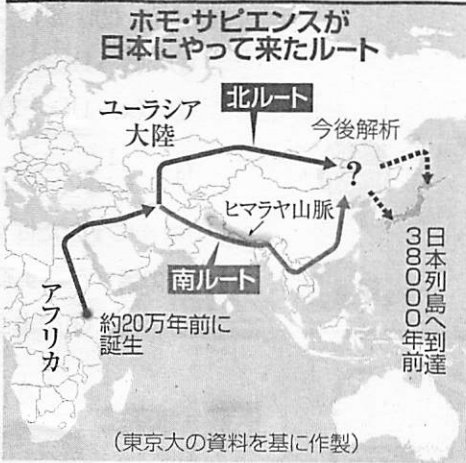 ホモ・サピエンスが
日本にやって来たルート
ユーラシア
大陸
北ルート
今後解析
?
ヒマラヤ山脈
南ルート
アフリカ
約20万年前に
誕生
日本列島へ到達
38000年前
(東京大の資料を基に作製)